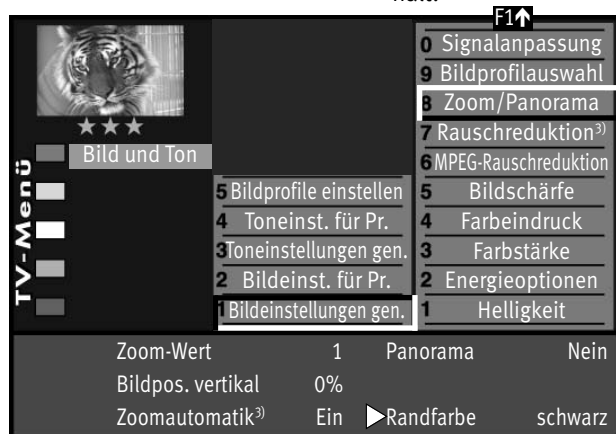 F1↑
0 Signalanpassung
9 Bildprofilauswahl
8 Zoom/Panorama
7 Rauschreduktion3)
6 MPEG-Rauschreduktion
5 Bildschärfe
4 Farbeindruck
3 Farbstärke
2 Energieoptionen
1 Helligkeit
TV-Menü
Bild und Ton
5 Bildprofile einstellen
4 Toneinst. für Pr.
3 Toneinstellungen gen.
2 Bildeinst. für Pr.
1 Bildeinstellungen gen.
Zoom-Wert 1 Panorama Nein
Bildpos. vertikal 0%
Zoomautomatik3) Ein Randfarbe schwarz